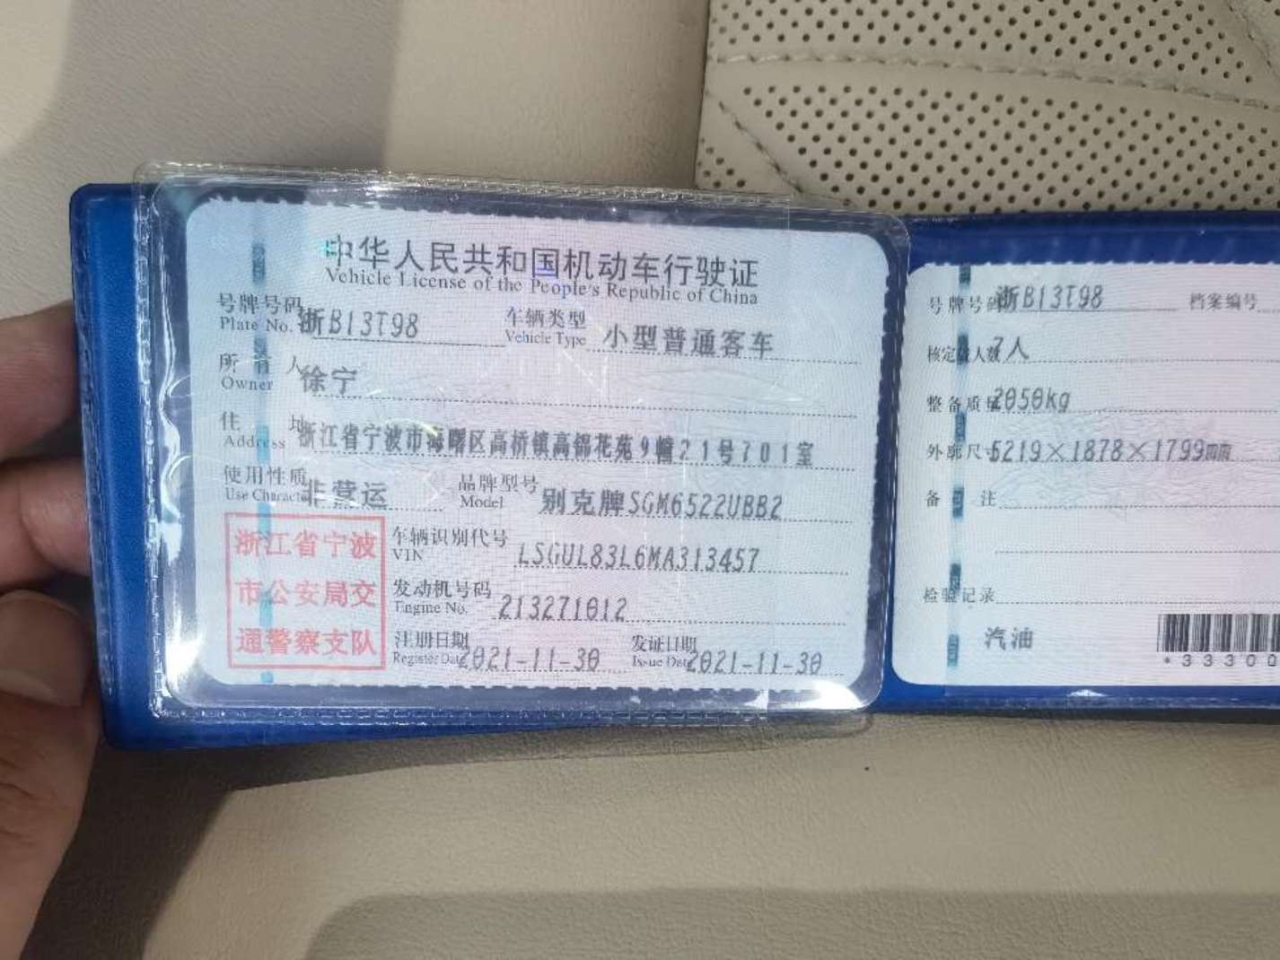 中华人民共和国机动车行驶证
Vehicle License of the People's Republic of China
号牌号码 浙B13T98 车辆类型 小型普通客车
Plate No. Vehicle Type
所有人 徐宁
Owner
住址 浙江省宁波市海曙区高桥镇高锦花苑9幢21号701室
Address
使用性质 非营运 品牌型号 别克牌SGM6522UBB2
Use Character Model
浙江省宁波
市公安局交
通警察支队
车辆识别代号 LSGUL83L6MA313457
VIN
发动机号码 213271012
Engine No.
注册日期 2021-11-30 发证日期 2021-11-30
Register Date Issue Date
号牌号码 浙B13T98 档案编号
核定载人数 7人
整备质量 2050kg
外廓尺寸 5219×1878×1799mm
备注
检验记录
汽油
*33300